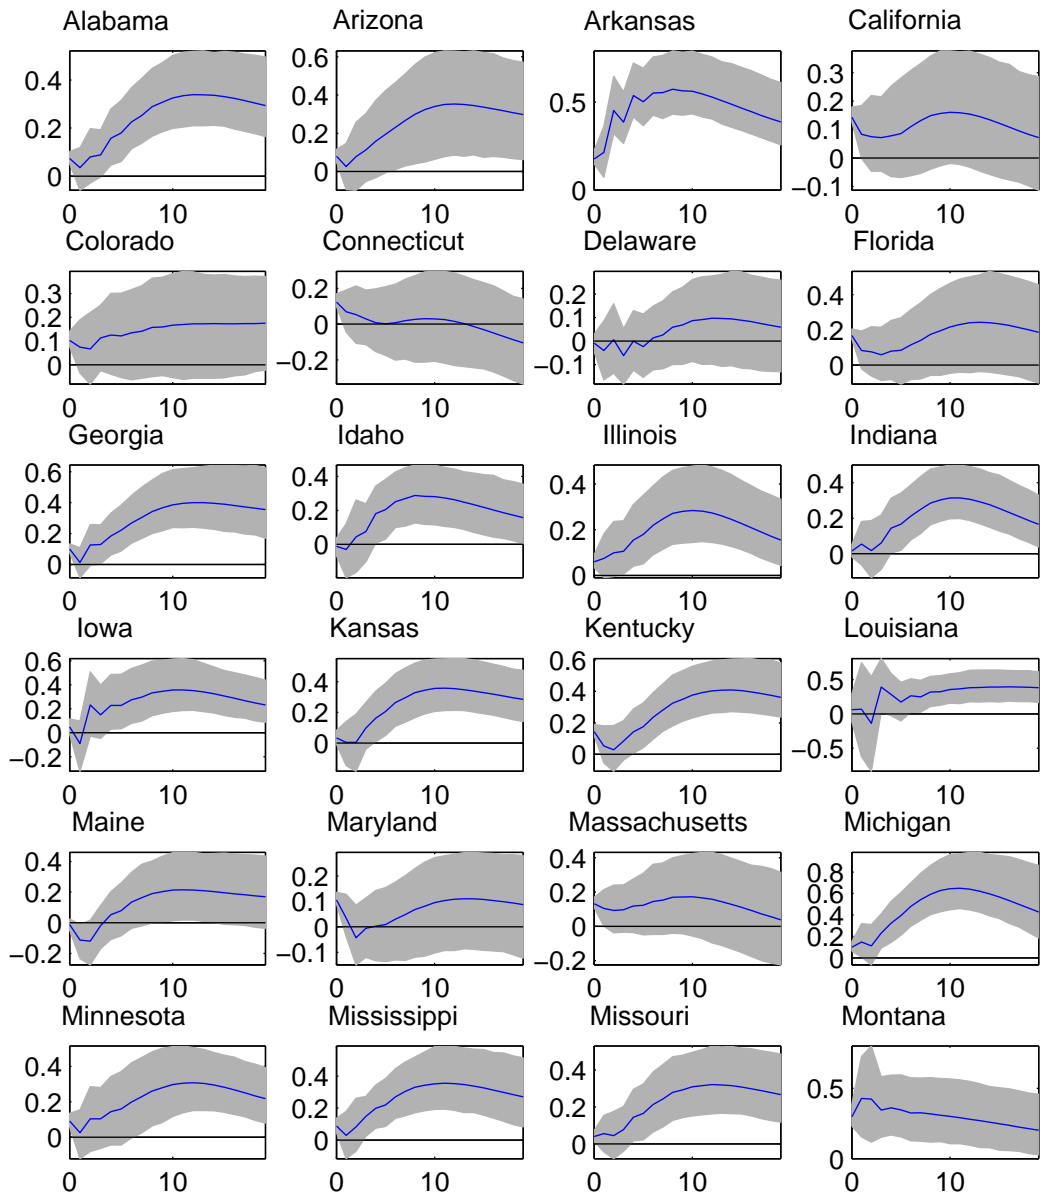 Alabama Arizona Arkansas California
0.4 0.2 0 0.6 0.4 0.2 0 0.5 0 0.3 0.2 0.1 0 −0.1
0 10 0 10 0 10 0 10
Colorado Connecticut Delaware Florida
0.3 0.2 0.1 0 0.2 0 −0.2 0.2 0.1 0 −0.1 0.4 0.2 0
0 10 0 10 0 10 0 10
Georgia Idaho Illinois Indiana
0.6 0.4 0.2 0 0.4 0.2 0 0.4 0.2 0 0.4 0.2 0
0 10 0 10 0 10 0 10
Iowa Kansas Kentucky Louisiana
0.6 0.4 0.2 0 −0.2 0.4 0.2 0 0.6 0.4 0.2 0 0.5 0 −0.5
0 10 0 10 0 10 0 10
Maine Maryland Massachusetts Michigan
0.4 0.2 0 −0.2 0.2 0.1 0 −0.1 0.4 0.2 0 −0.2 0.8 0.6 0.4 0.2 0
0 10 0 10 0 10 0 10
Minnesota Mississippi Missouri Montana
0.4 0.2 0 0.4 0.2 0 0.4 0.2 0 0.5 0
0 10 0 10 0 10 0 10